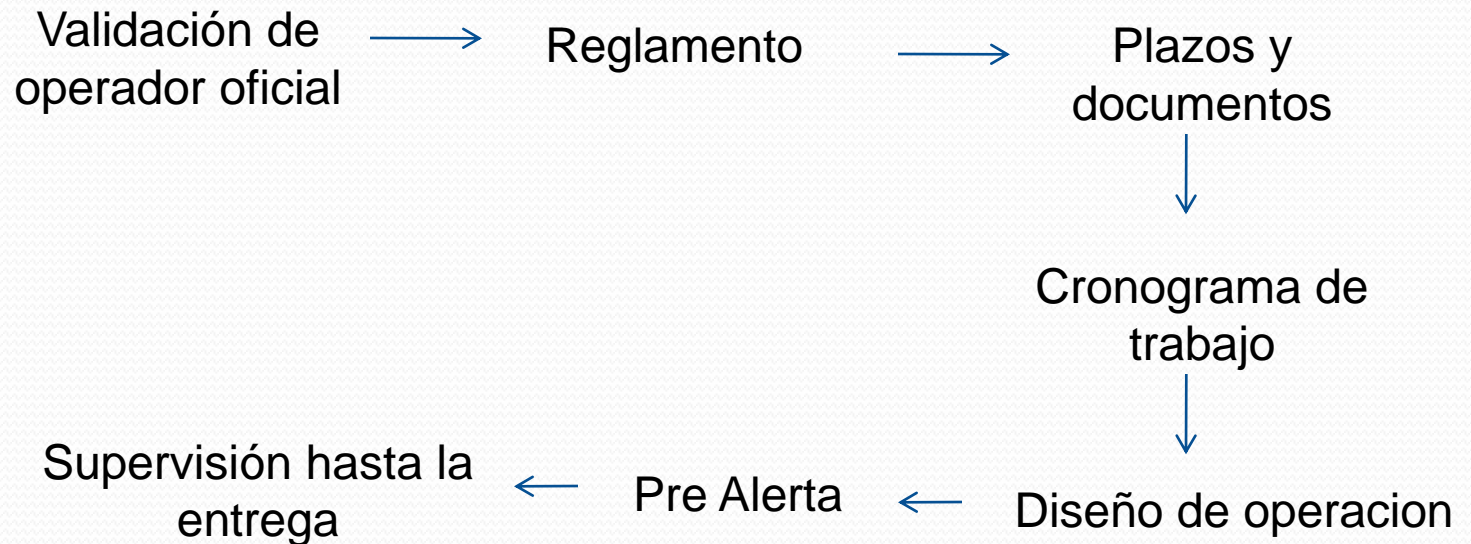 Validación de
operador oficial
Reglamento
Plazos y
documentos
Cronograma de
trabajo
Diseño de operacion
Pre Alerta
Supervisión hasta la
entrega